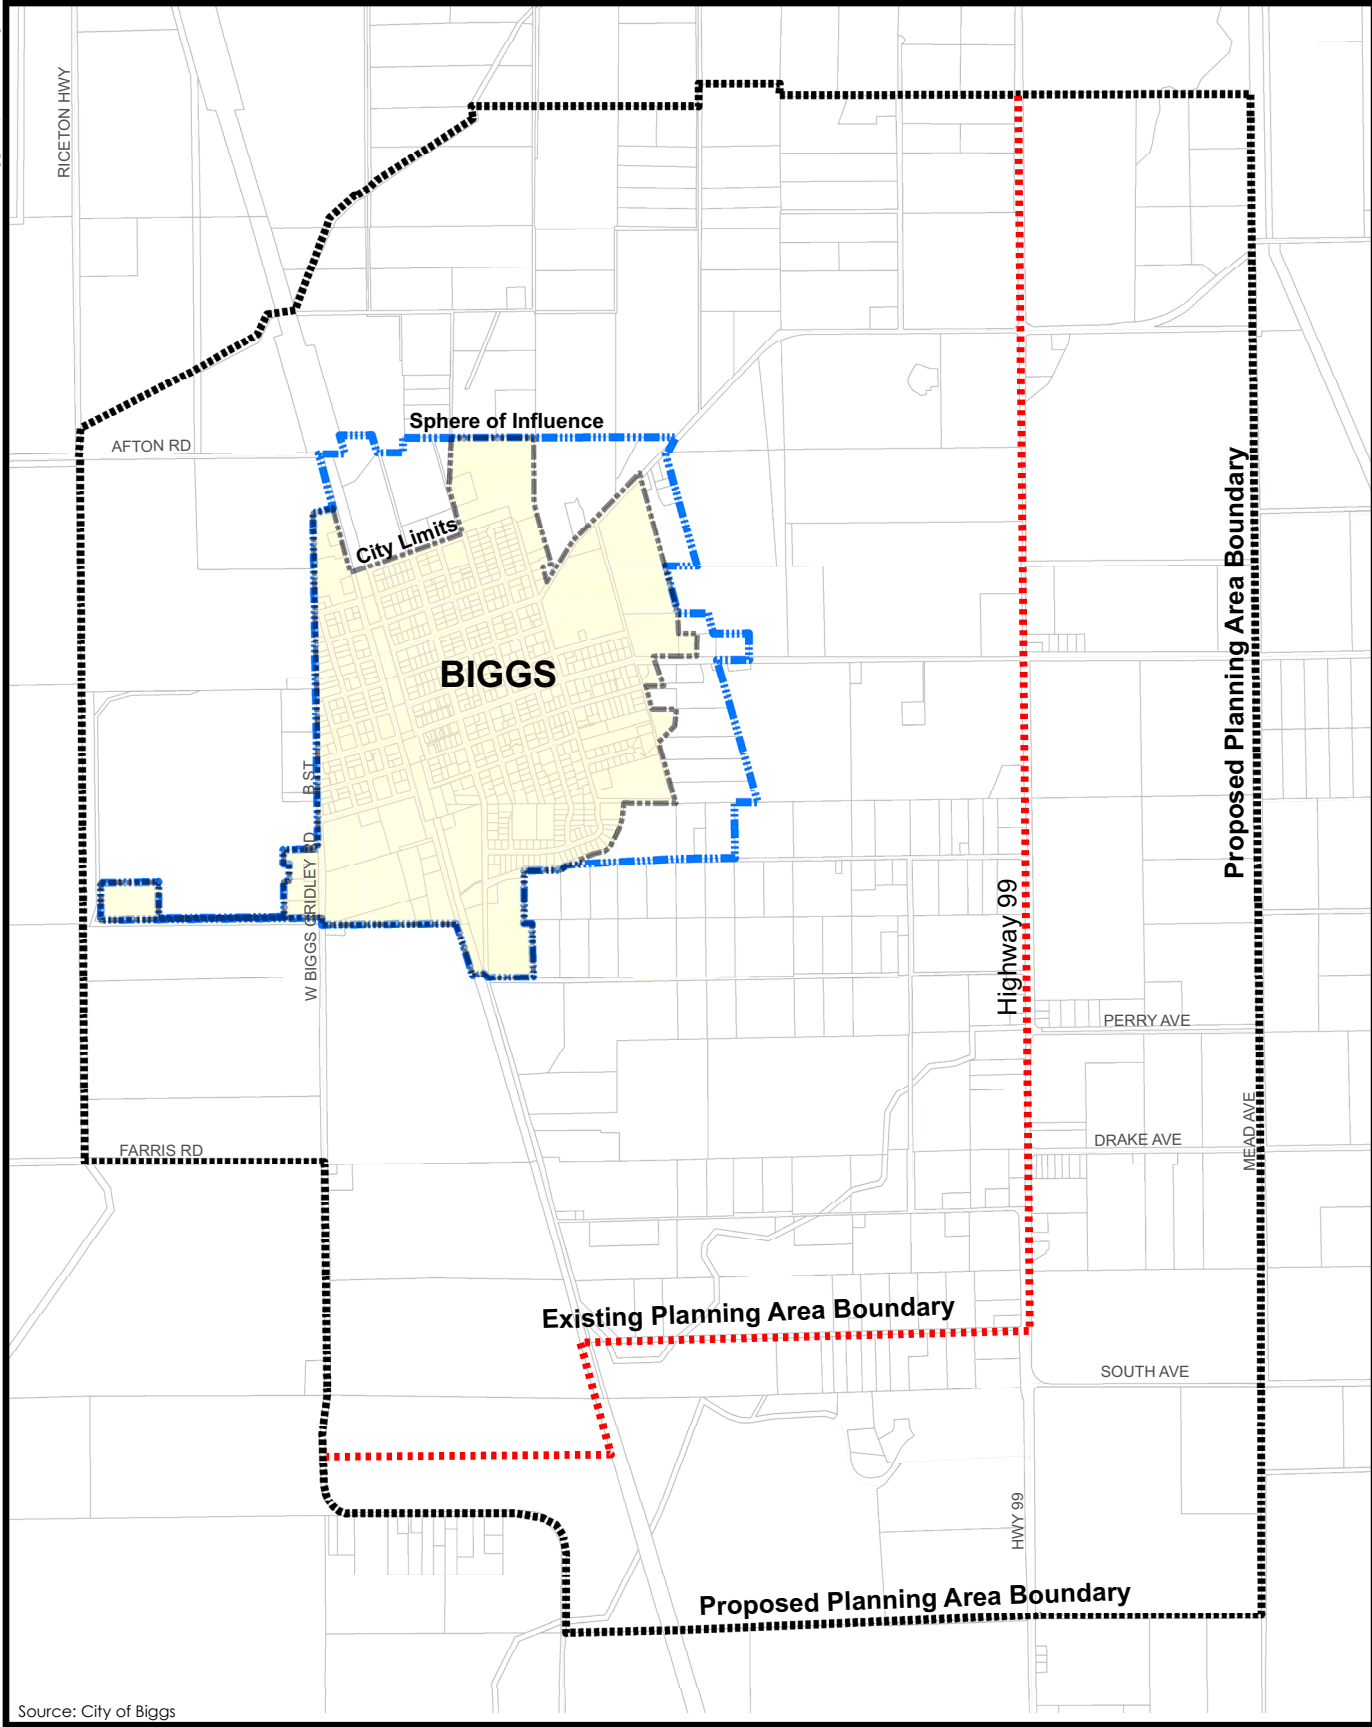 RICETON HWY
Sphere of Influence
AFTON RD
City Limits
Proposed Planning Area Boundary
BIGGS
B ST
W BIGGS GRIDLEY RD
Highway 99
PERRY AVE
MEAD AVE
DRAKE AVE
FARRIS RD
Existing Planning Area Boundary
SOUTH AVE
HWY 99
Proposed Planning Area Boundary
Source: City of Biggs